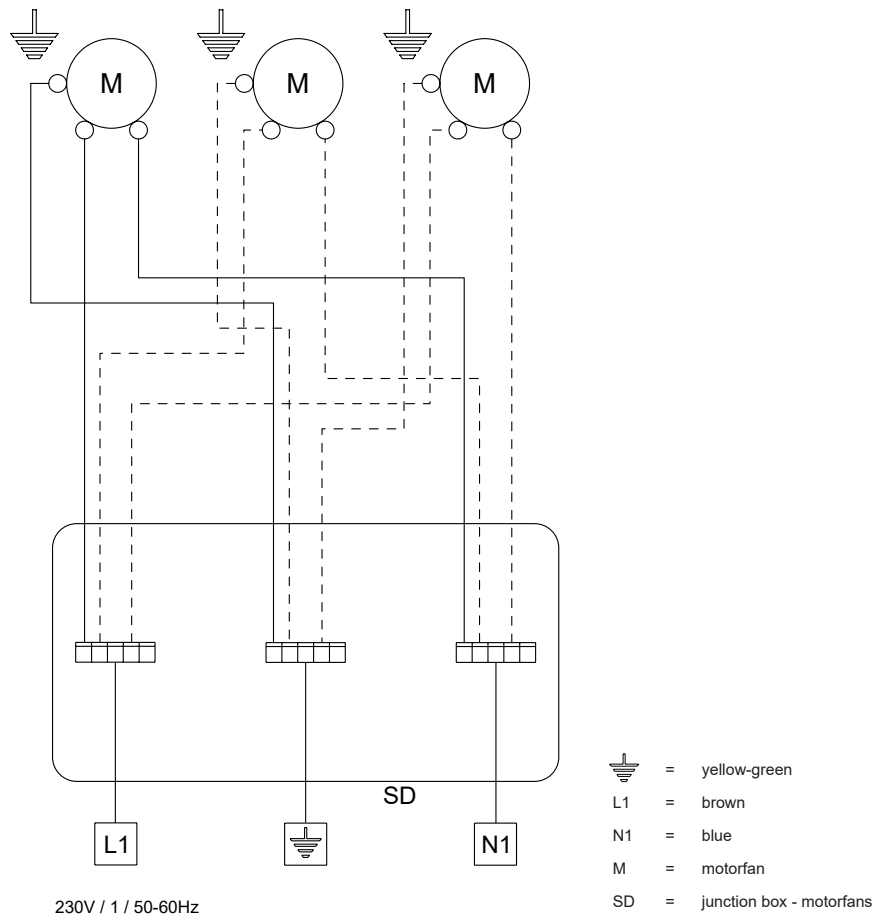 M M M
SD
L1 N1
230V / 1 / 50-60Hz
= yellow-green
L1 = brown
N1 = blue
M = motorfan
SD = junction box - motorfans